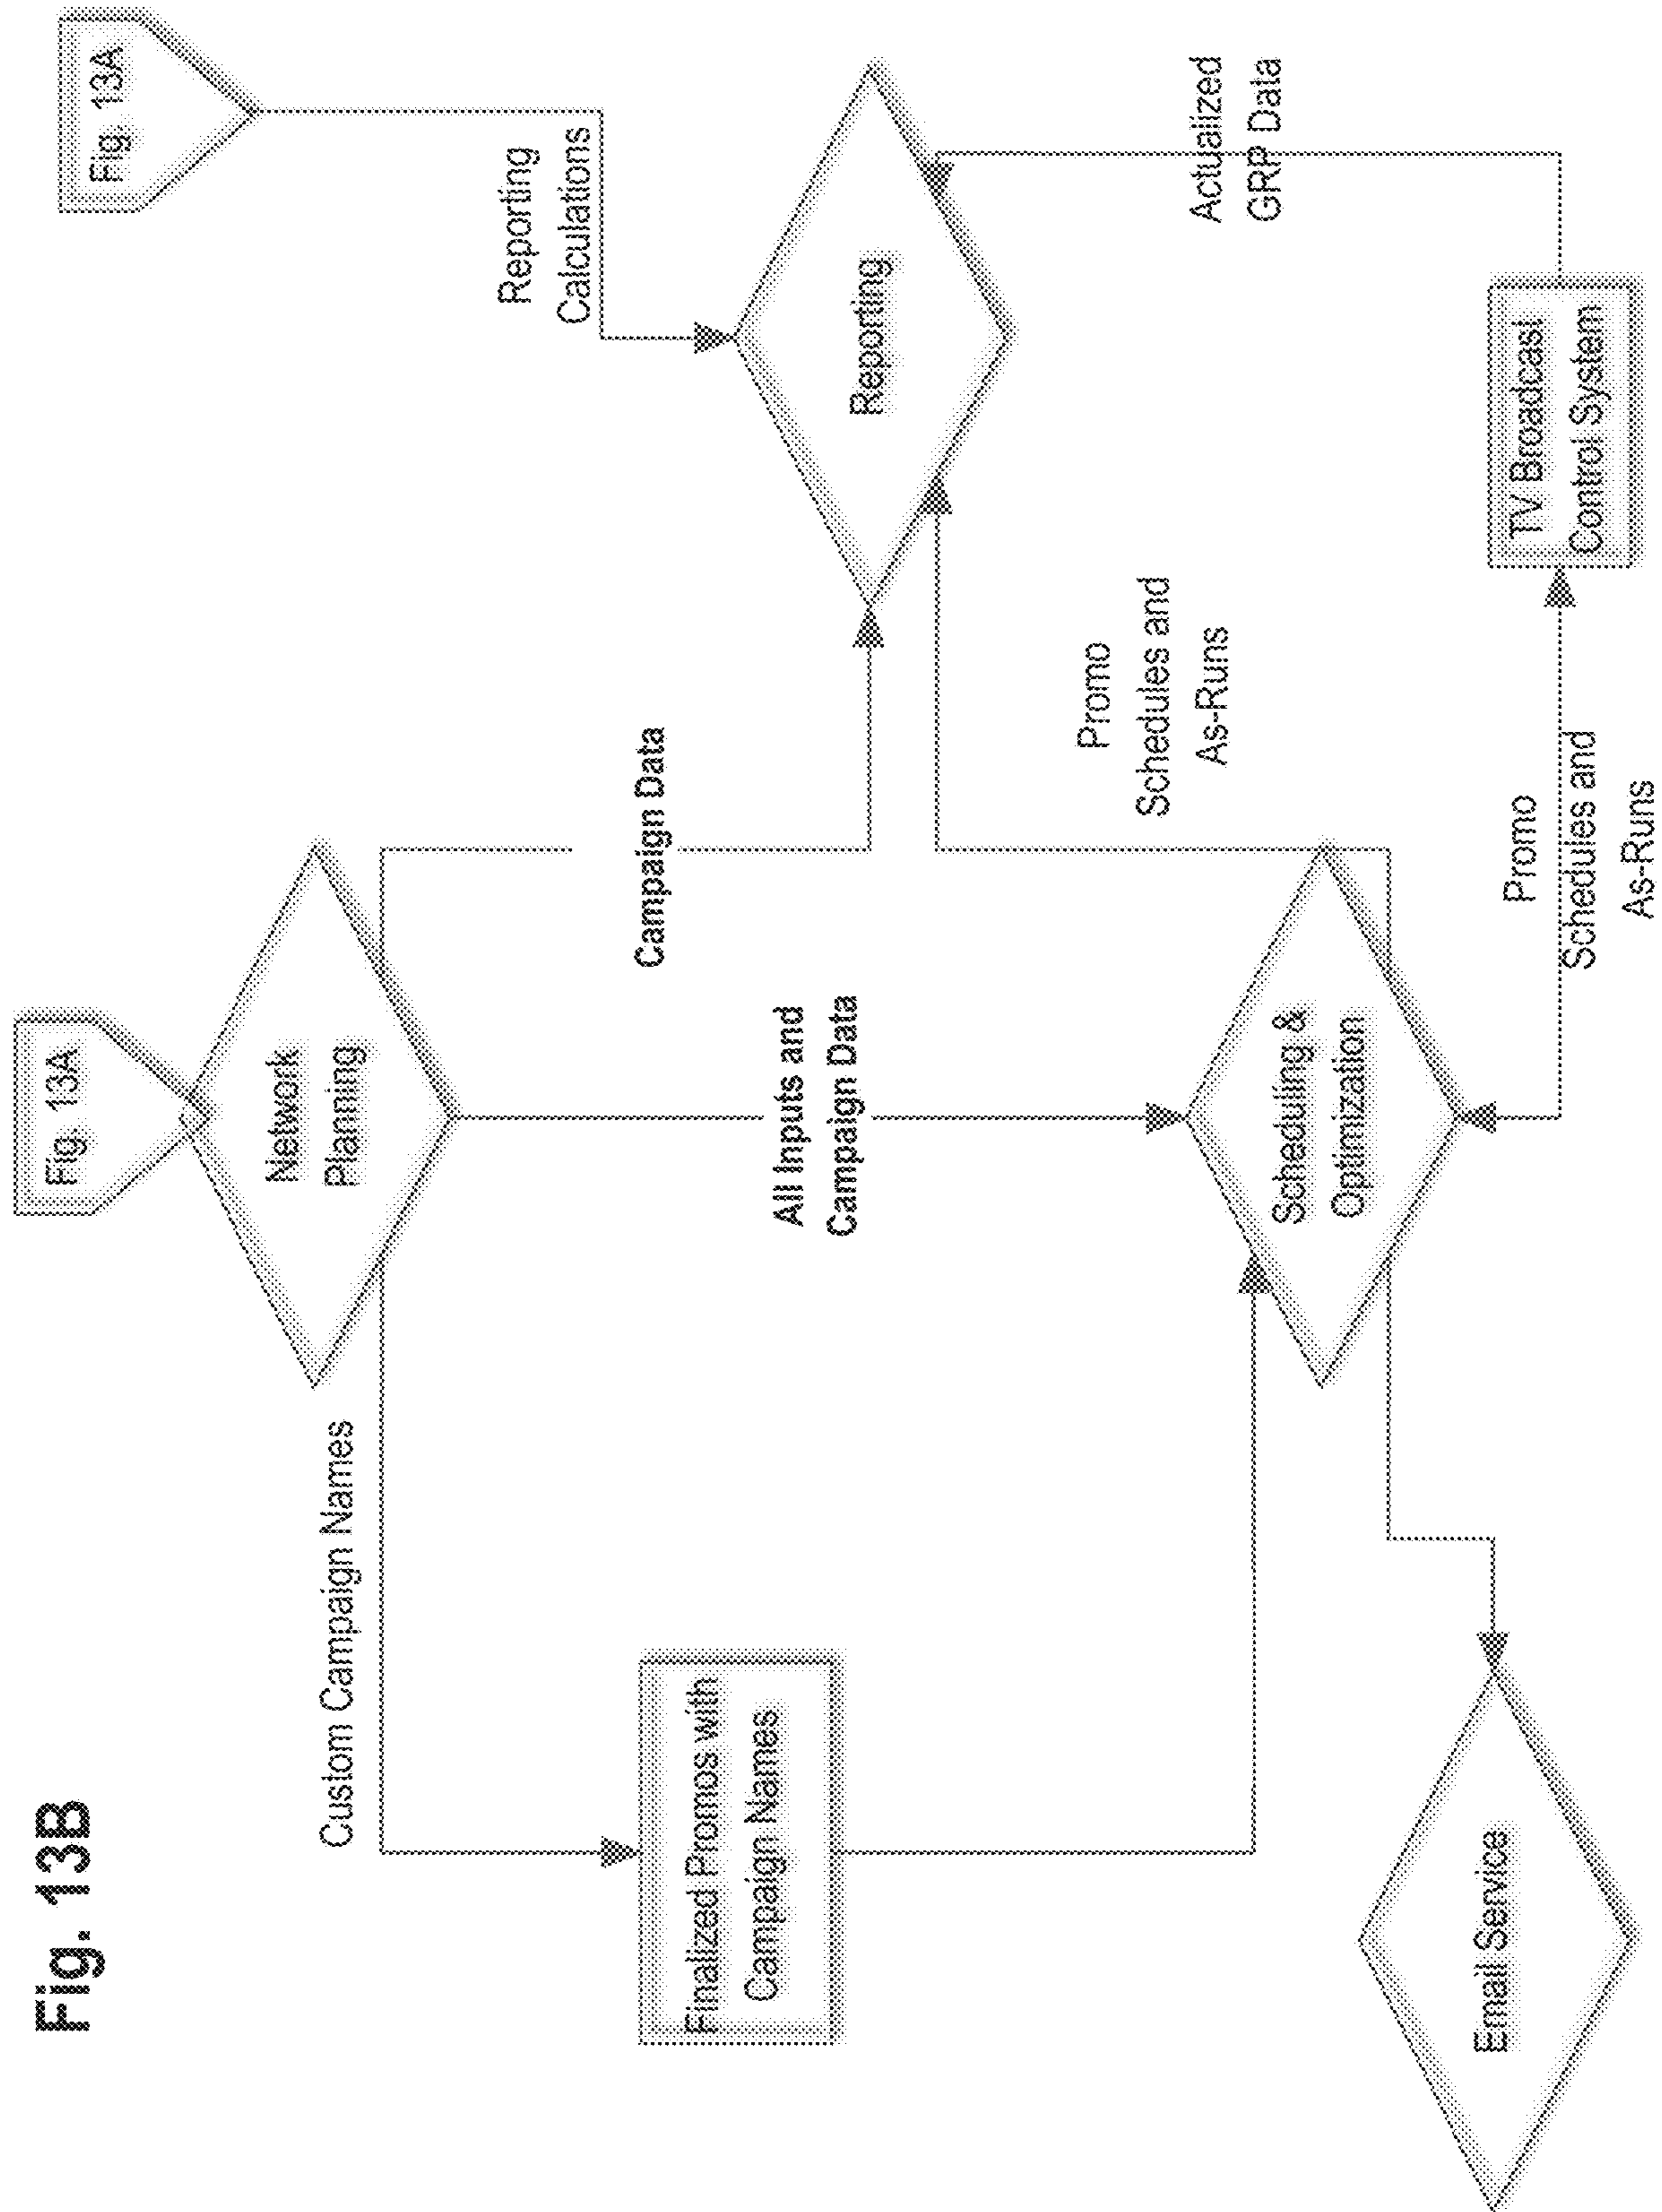 Fig. 13B
Fig. 13A
Fig 13A
Network
Planning
Custom Campaign Names
Reporting
Calculations
Campaign Data
Finalized Promos with
Campaign Names
All Inputs and
Campaign Data
Reporting
Promo
Schedules and
As-Runs
Actualized
GRP Data
Scheduling &
Optimization
Email Service
Promo
Schedules and
As-Runs
TV Broadcast
Control System